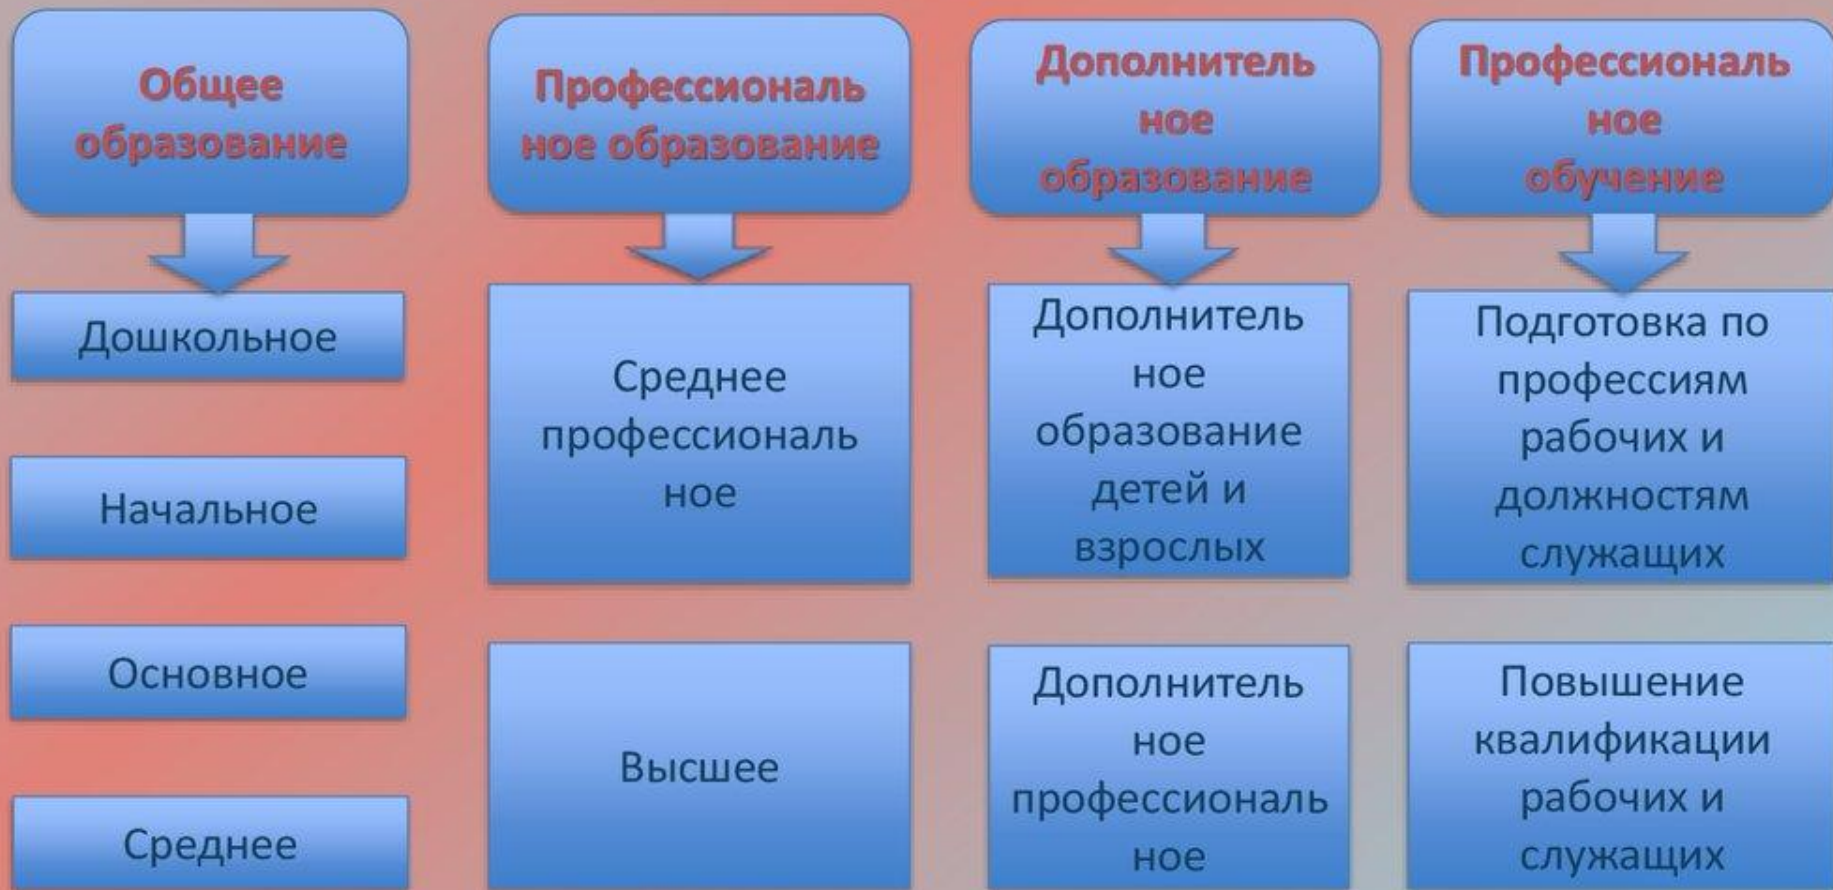 Общее
образование
Дошкольное
Начальное
Основное
Среднее
Профессиональ
ное образование
Среднее
профессиональ
ное
Высшее
Дополнитель
ное
образование
Дополнитель
ное
образование
детей и
взрослых
Дополнитель
ное
профессиональ
ное
Профессиональ
ное
обучение
Подготовка по
профессиям
рабочих и
должностям
служащих
Повышение
квалификации
рабочих и
служащих